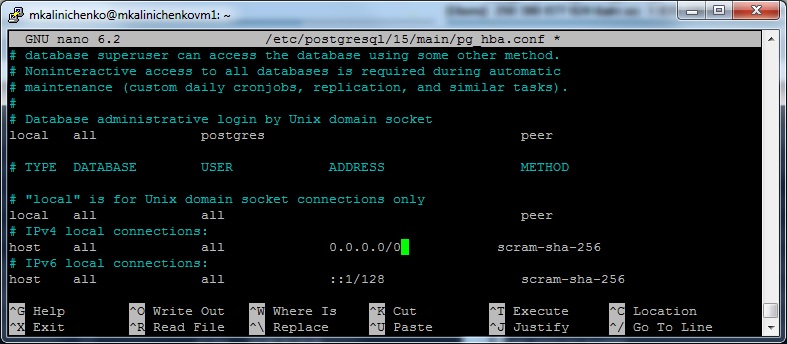 mkalinichenko@mkalinichenkovm1: ~
GNU nano 6.2 /etc/postgresql/15/main/pg_hba.conf *
# database superuser can access the database using some other method.
# Noninteractive access to all databases is required during automatic
# maintenance (custom daily cronjobs, replication, and similar tasks).
#
# Database administrative login by Unix domain socket
local all postgres peer
# TYPE DATABASE USER ADDRESS METHOD
# "local" is for Unix domain socket connections only
local all all peer
# IPv4 local connections:
host all all 0.0.0.0/0 scram-sha-256
# IPv6 local connections:
host all all ::1/128 scram-sha-256
^G Help ^O Write Out ^W Where Is ^K Cut ^T Execute ^C Location
^X Exit ^R Read File ^\ Replace ^U Paste ^J Justify ^/ Go To Line